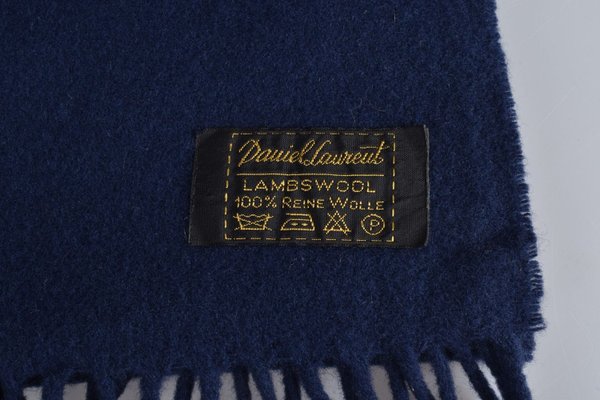 Daniel Laurent
LAMBSWOOL
100% REINE WOLLE
P